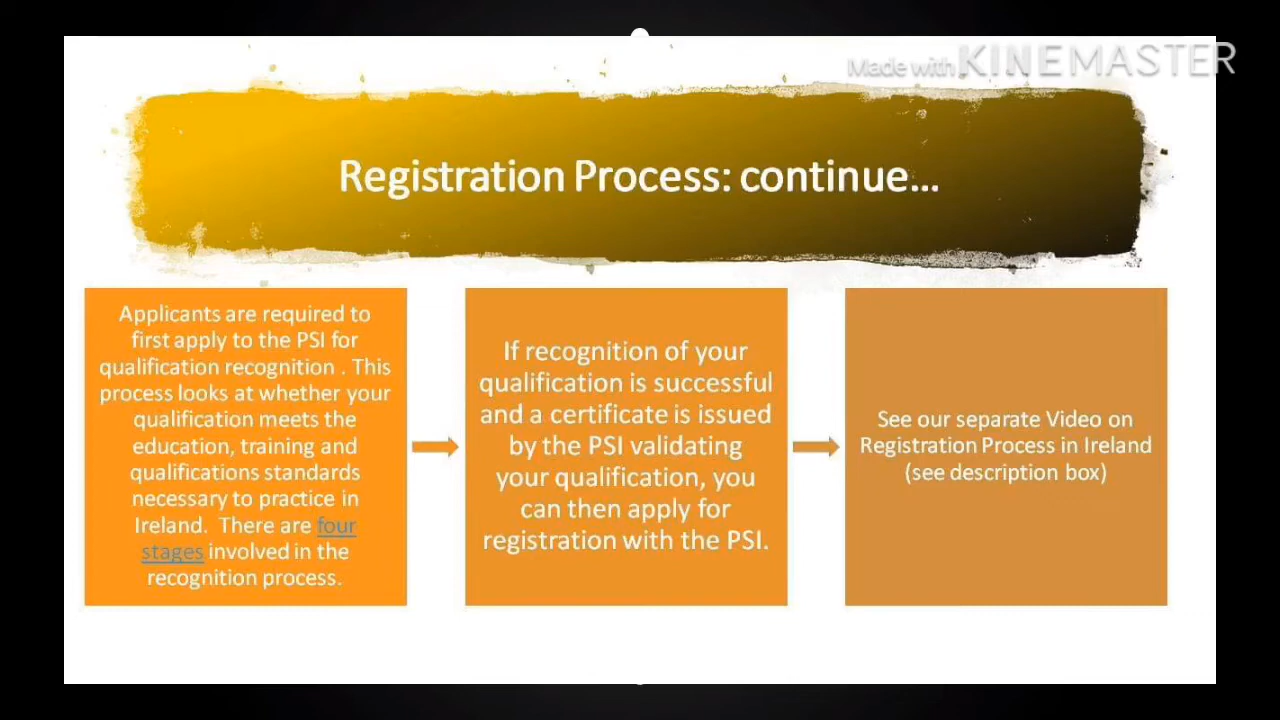 Made with KINEMASTER
Registration Process: continue...
Applicants are required to
first apply to the PSI for
qualification recognition . This
process looks at whether your
qualification meets the
education, training and
qualifications standards
necessary to practice in
Ireland. There are four
stages involved in the
recognition process.
If recognition of your
qualification is successful
and a certificate is issued
by the PSI validating
your qualification, you
can then apply for
registration with the PSI.
See our separate Video on
Registration Process in Ireland
(see description box)